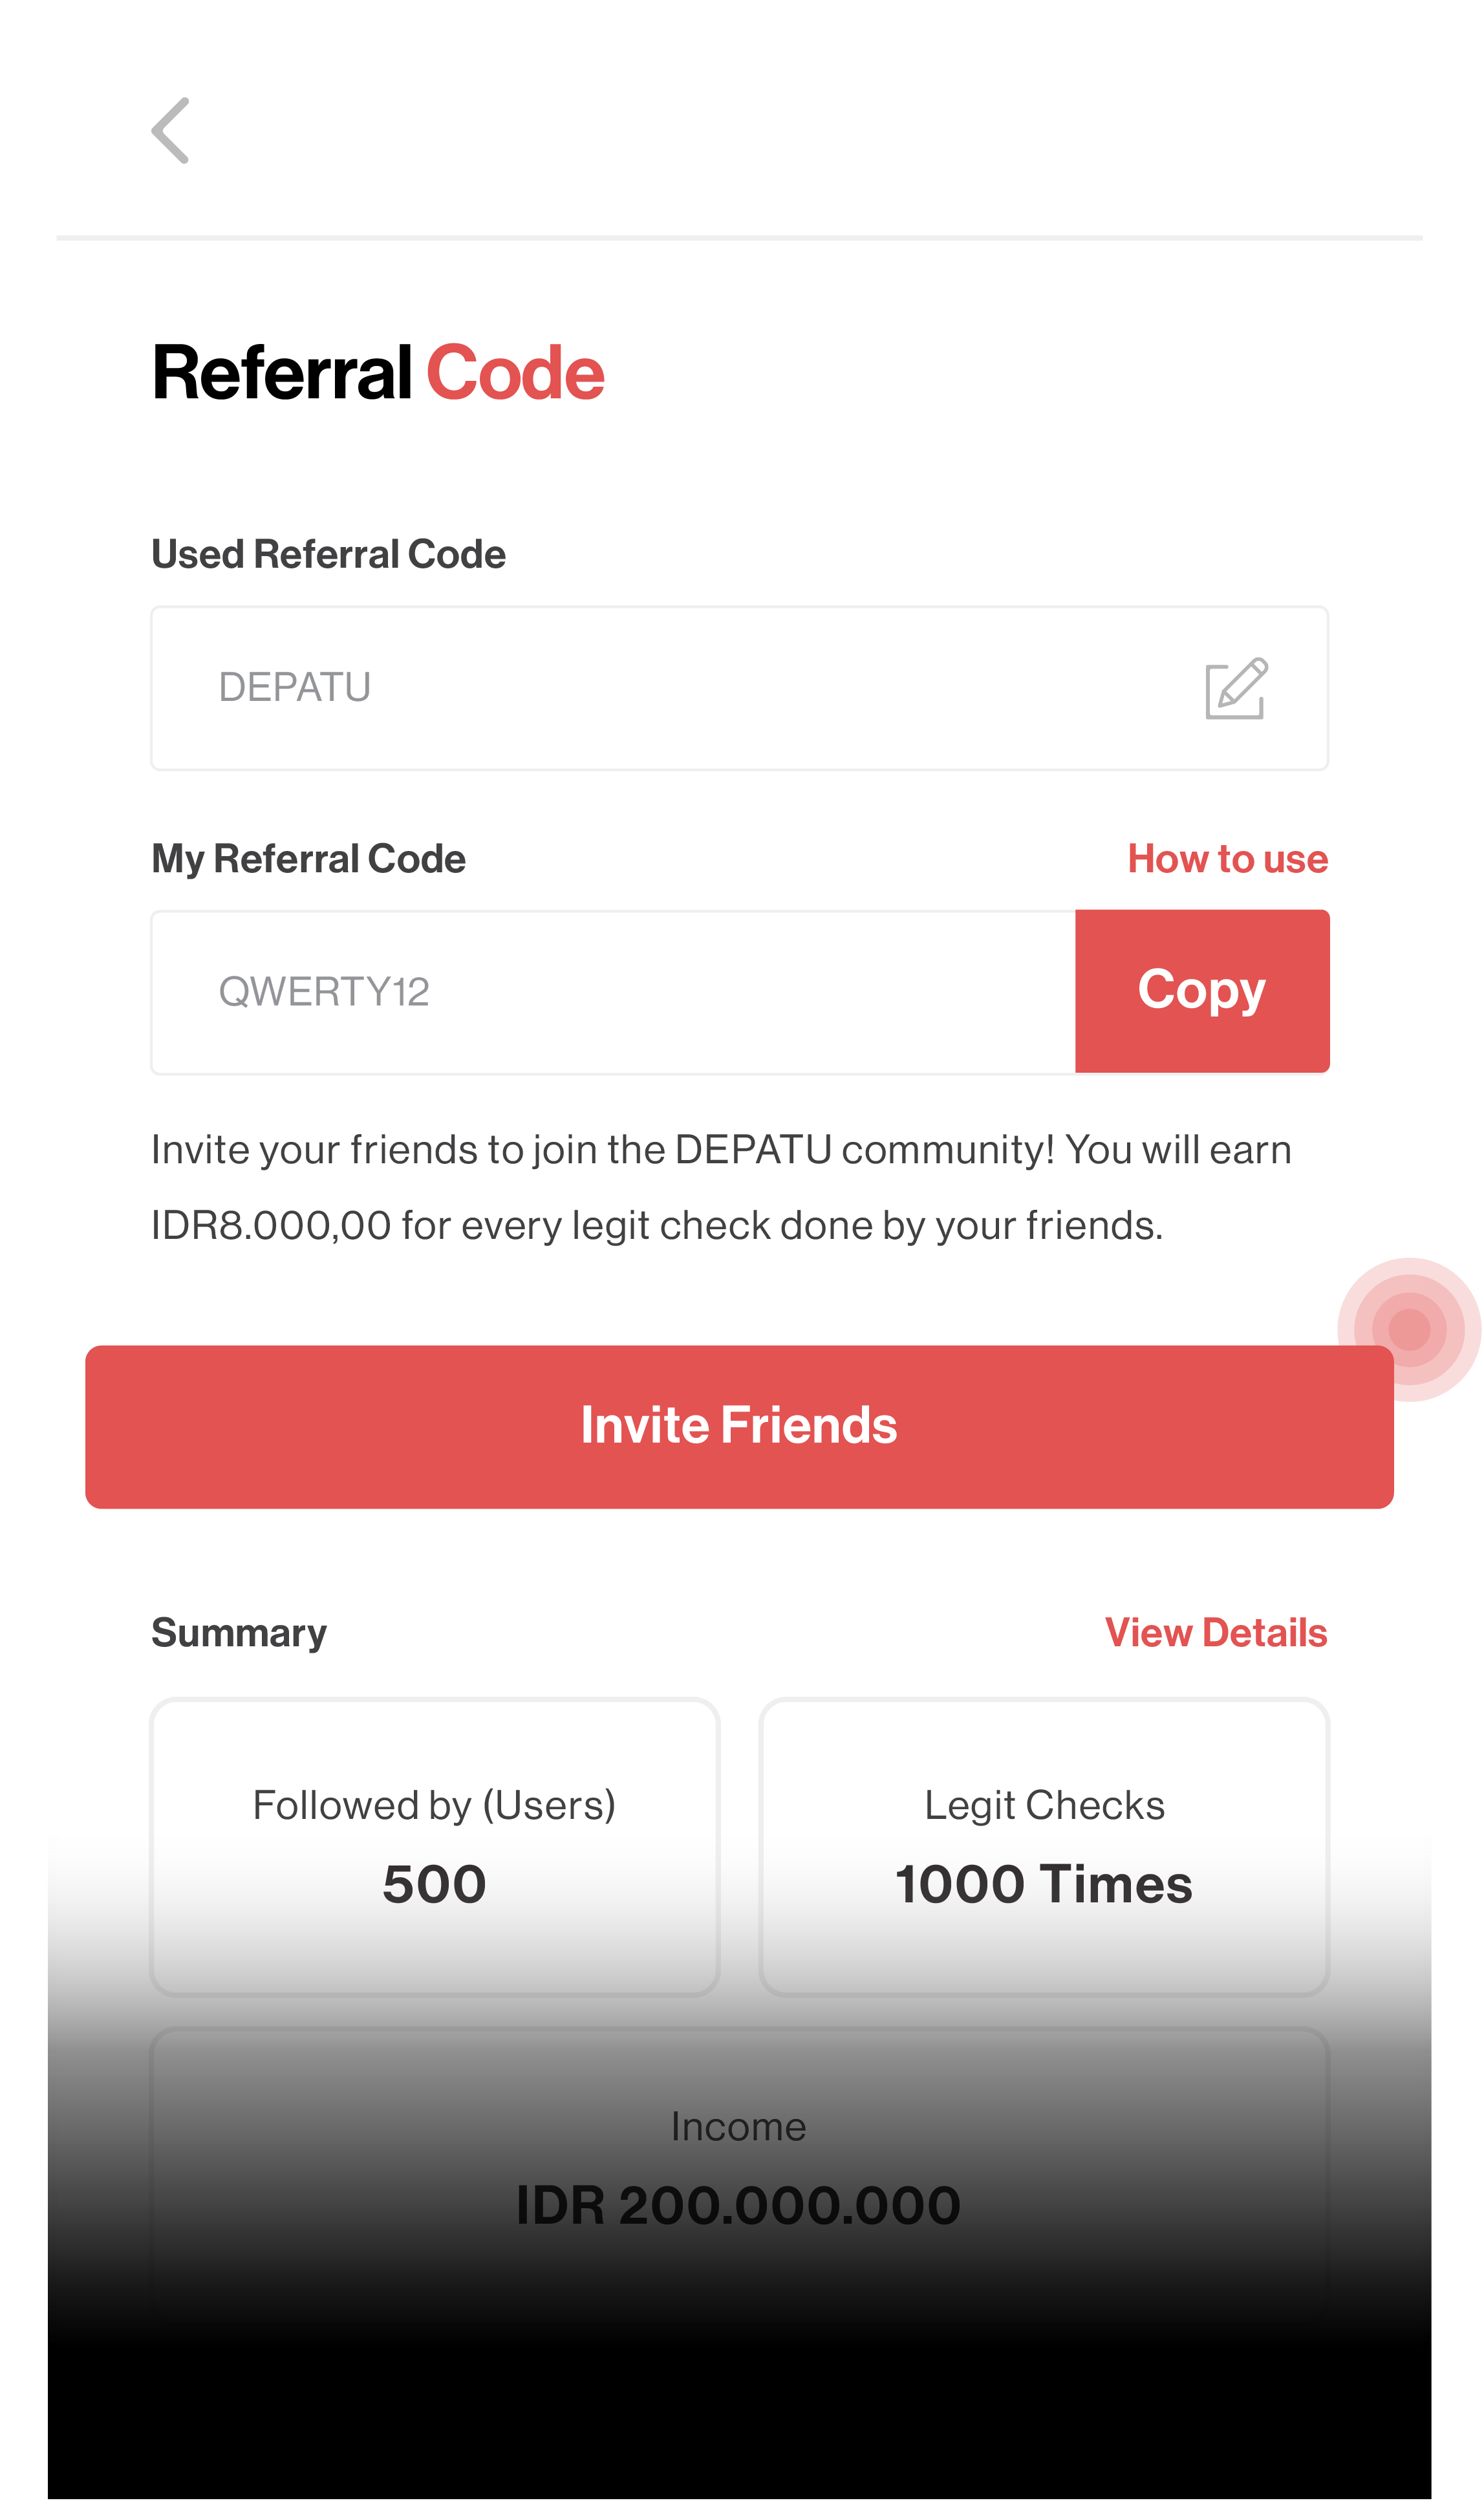 Referral Code
Used Referral Code
DEPATU
My Referral Code
How to use
QWERTY12
Copy
Invite your friends to join the DEPATU community! You will earn
IDR8.000,00 for every legit check done by your friends.
Invite Friends
Summary
View Details
Followed by (Users)
500
Legit Checks
1000 Times
Income
IDR 200.000.000